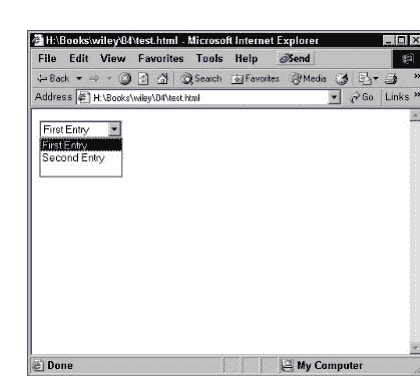 H:\Books\wiley\04\test.html - Microsoft Internet Explorer
File Edit View Favorites Tools Help Send
Back Search Favorites Media
Address H:\Books\wiley\04\test.html Go Links »
First Entry
First Entry
Second Entry
Done My Computer